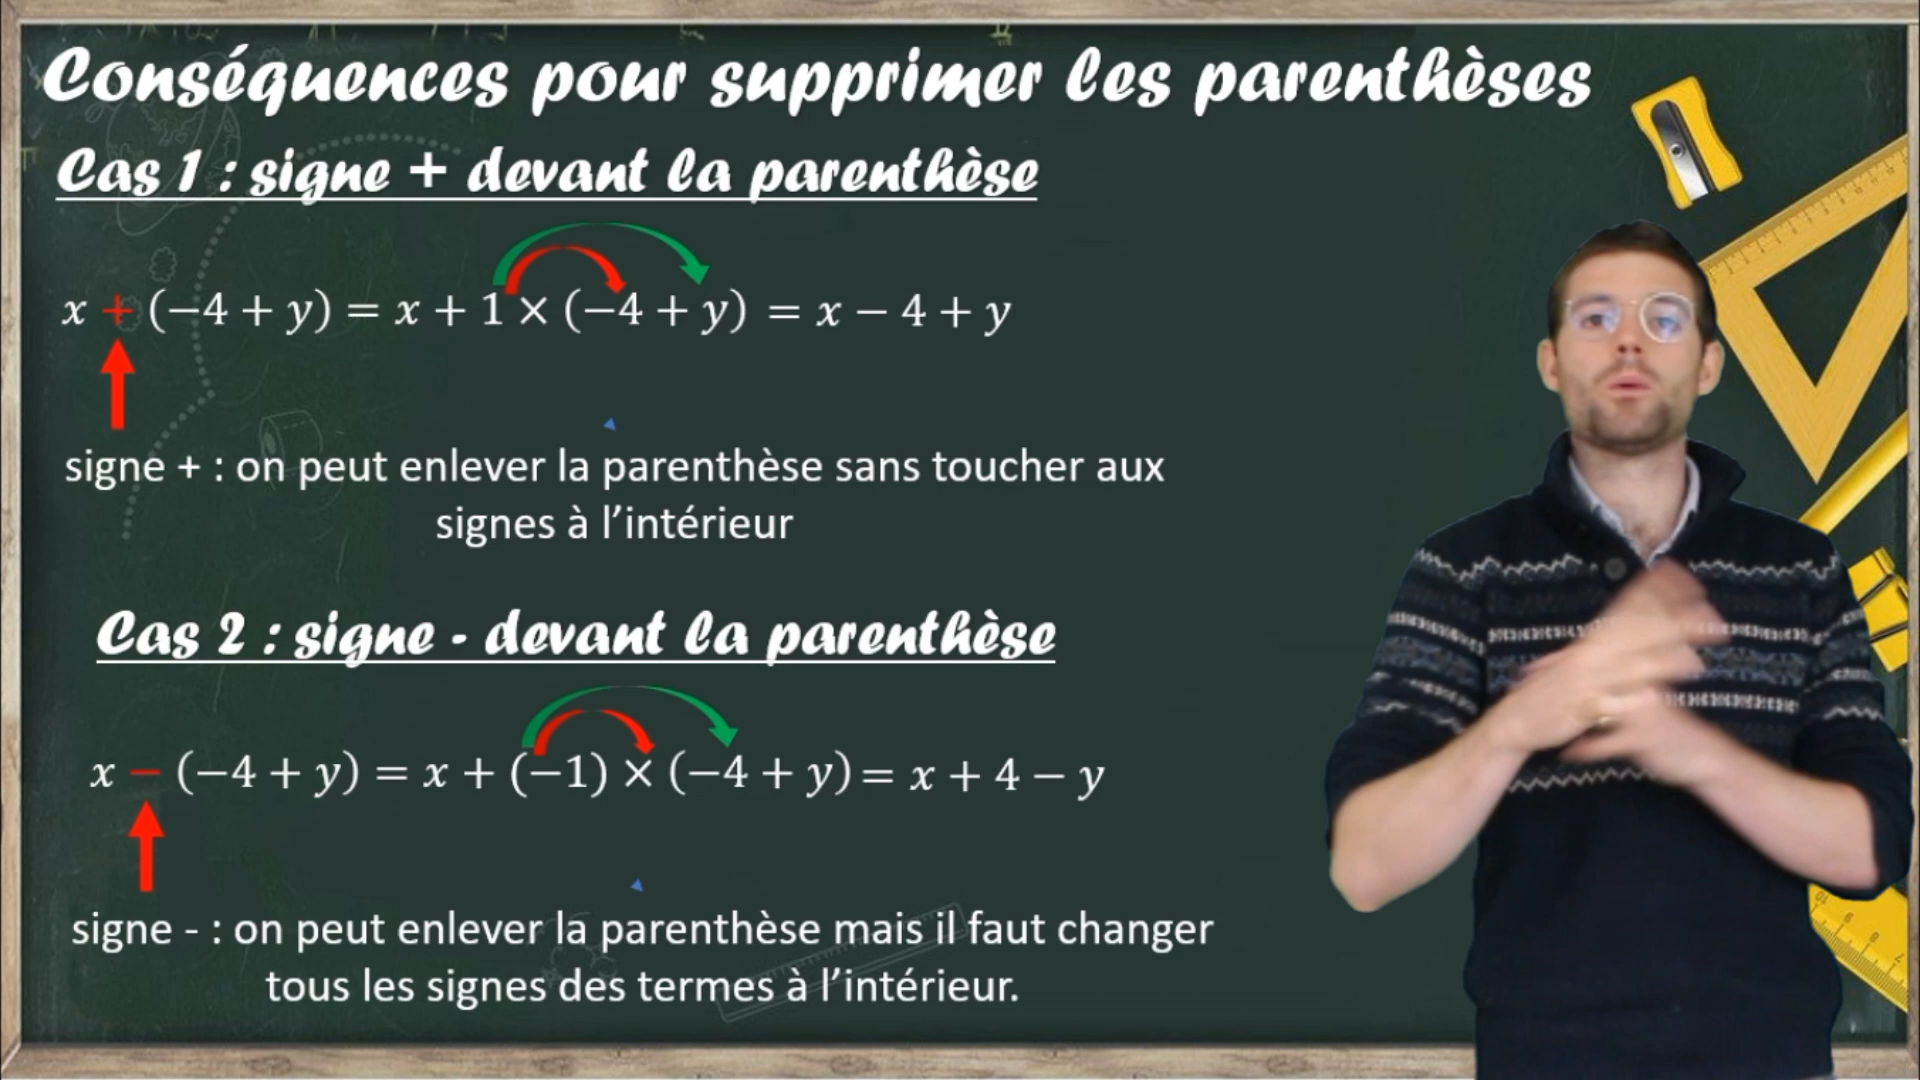 Conséquences pour supprimer les parenthèses
Cas 1 : signe + devant la parenthèse
x + (−4 + y) = x + 1 × (−4 + y) = x − 4 + y
signe + : on peut enlever la parenthèse sans toucher aux
signes à l’intérieur
Cas 2 : signe - devant la parenthèse
x − (−4 + y) = x + (−1) × (−4 + y) = x + 4 − y
signe - : on peut enlever la parenthèse mais il faut changer
tous les signes des termes à l’intérieur.